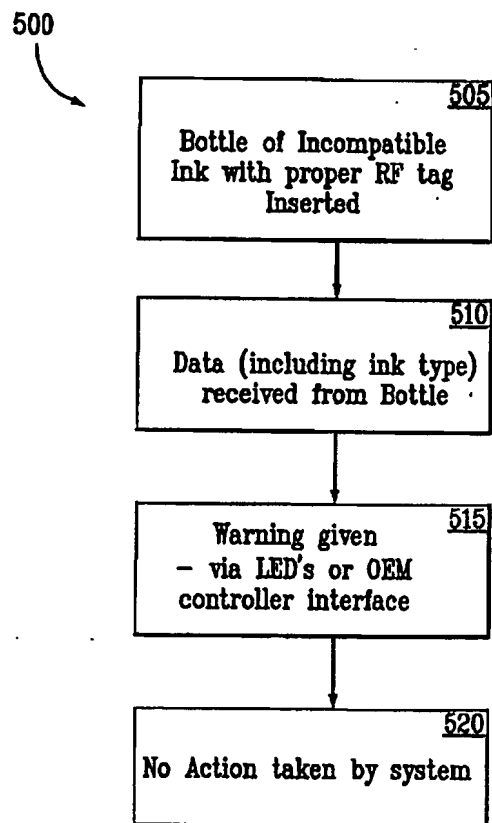 500
505
Bottle of Incompatible
Ink with proper RF tag
Inserted
510
Data (including ink type)
received from Bottle
515
Warning given
- via LED's or OEM
controller interface
520
No Action taken by system